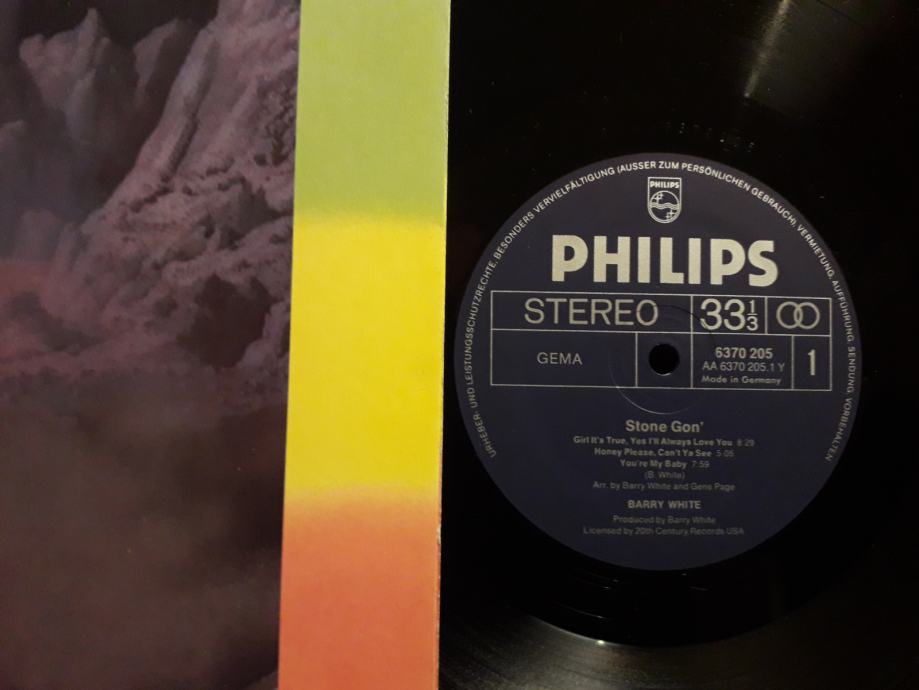 URHEBER- UND LEISTUNGSSCHUTZRECHTE, BESONDERS VERVIELFÄLTIGUNG (AUSSER ZUM PERSÖNLICHEN GEBRAUCH), VERMIETUNG, AUFFÜHRUNG, SENDUNG, VORBEHALTEN
PHILIPS
PHILIPS
STEREO 33 1/3
GEMA 6370 205 1
AA 6370 205.1 Y
Made in Germany
Stone Gon'
Girl It's True, Yes I'll Always Love You 8:29
Honey Please, Can't Ya See 5:05
You're My Baby 7:59
(B. White)
Arr. by Barry White and Gene Page
BARRY WHITE
Produced by Barry White
Licensed by 20th Century Records USA